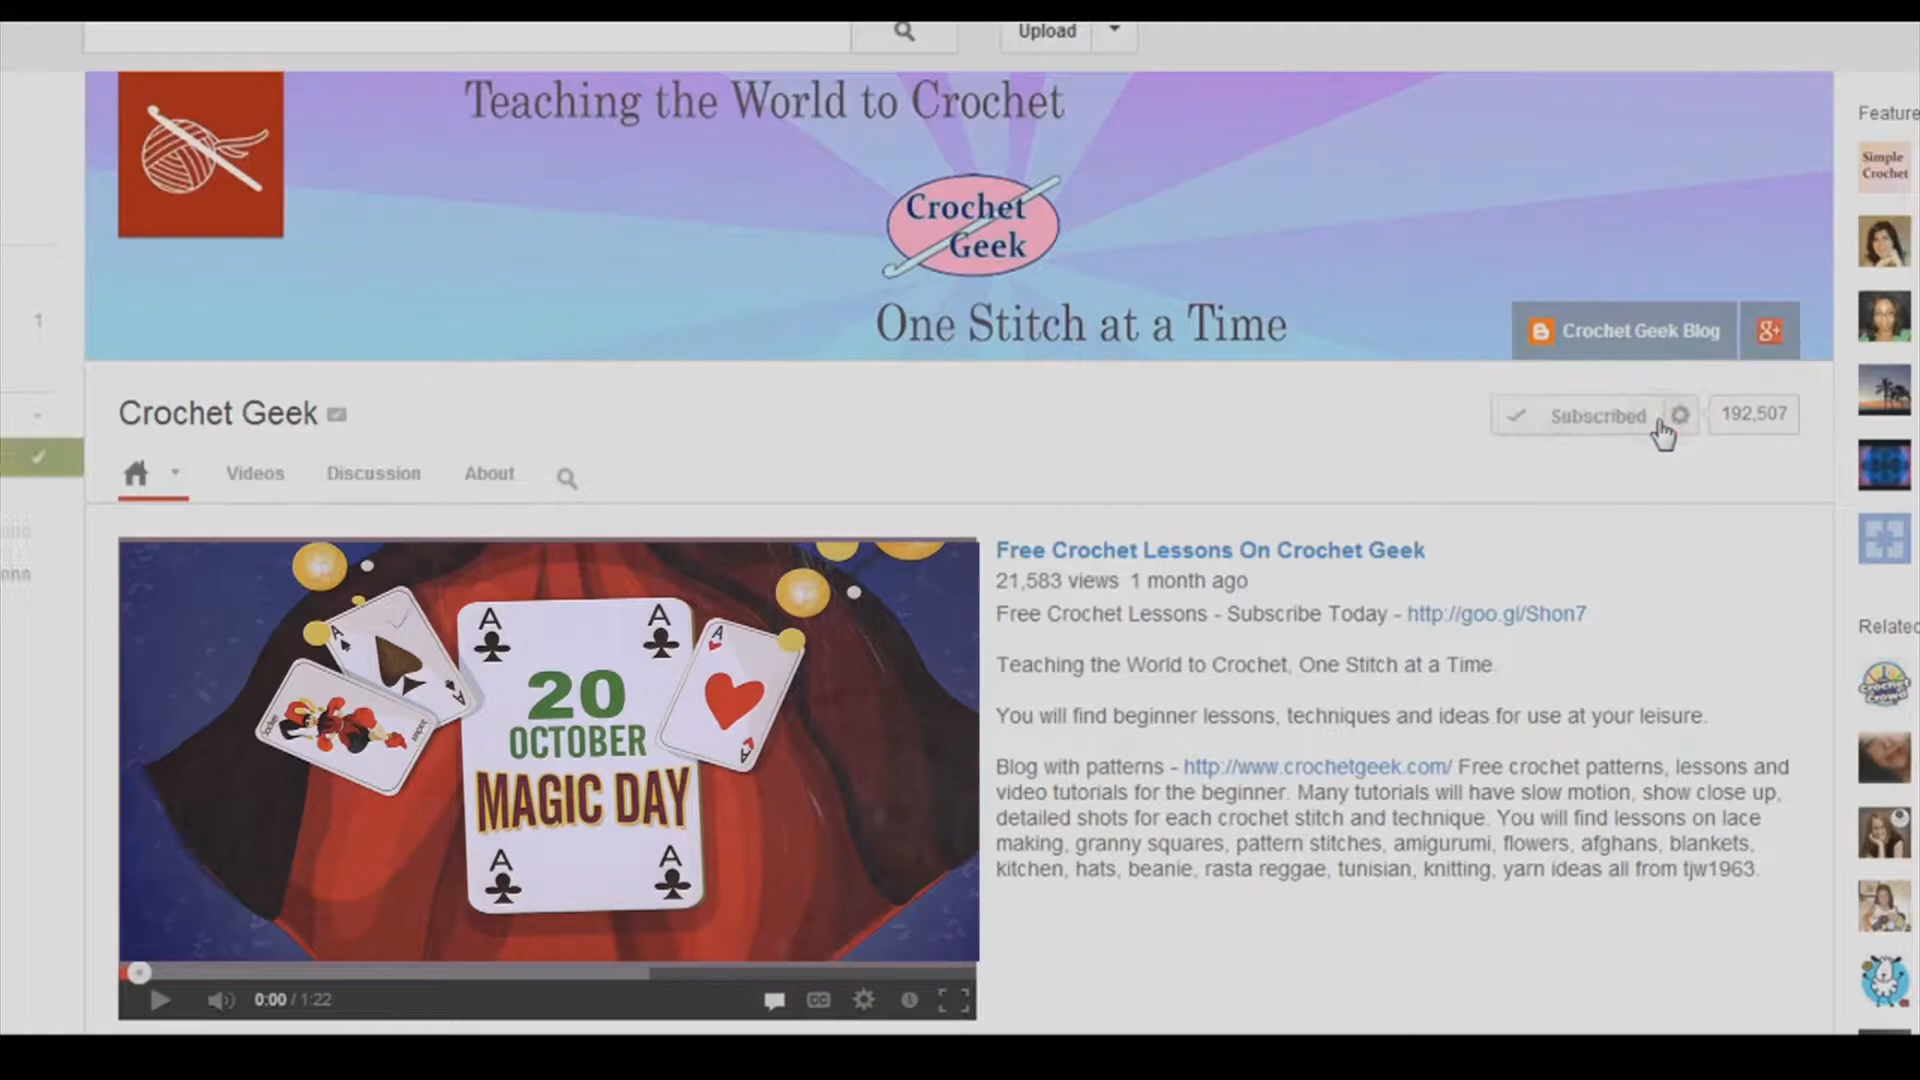 Upload
Teaching the World to Crochet
Crochet
Geek
One Stitch at a Time
Crochet Geek Blog
g+
Feature
Simple
Crochet
1
Crochet Geek
Subscribed
192,507
Videos
Discussion
About
Free Crochet Lessons On Crochet Geek
21,583 views 1 month ago
Free Crochet Lessons - Subscribe Today - http://goo.gl/Shon7
Teaching the World to Crochet, One Stitch at a Time.
You will find beginner lessons, techniques and ideas for use at your leisure.
Blog with patterns - http://www.crochetgeek.com/ Free crochet patterns, lessons and
video tutorials for the beginner. Many tutorials will have slow motion, show close up,
detailed shots for each crochet stitch and technique. You will find lessons on lace
making, granny squares, pattern stitches, amigurumi, flowers, afghans, blankets,
kitchen, hats, beanie, rasta reggae, tunisian, knitting, yarn ideas all from tjw1963.
A A
A A A
20
OCTOBER
MAGIC DAY
Joker
Joker
A A
0:00 / 1:22
CC
Related
Crochet
Crowd